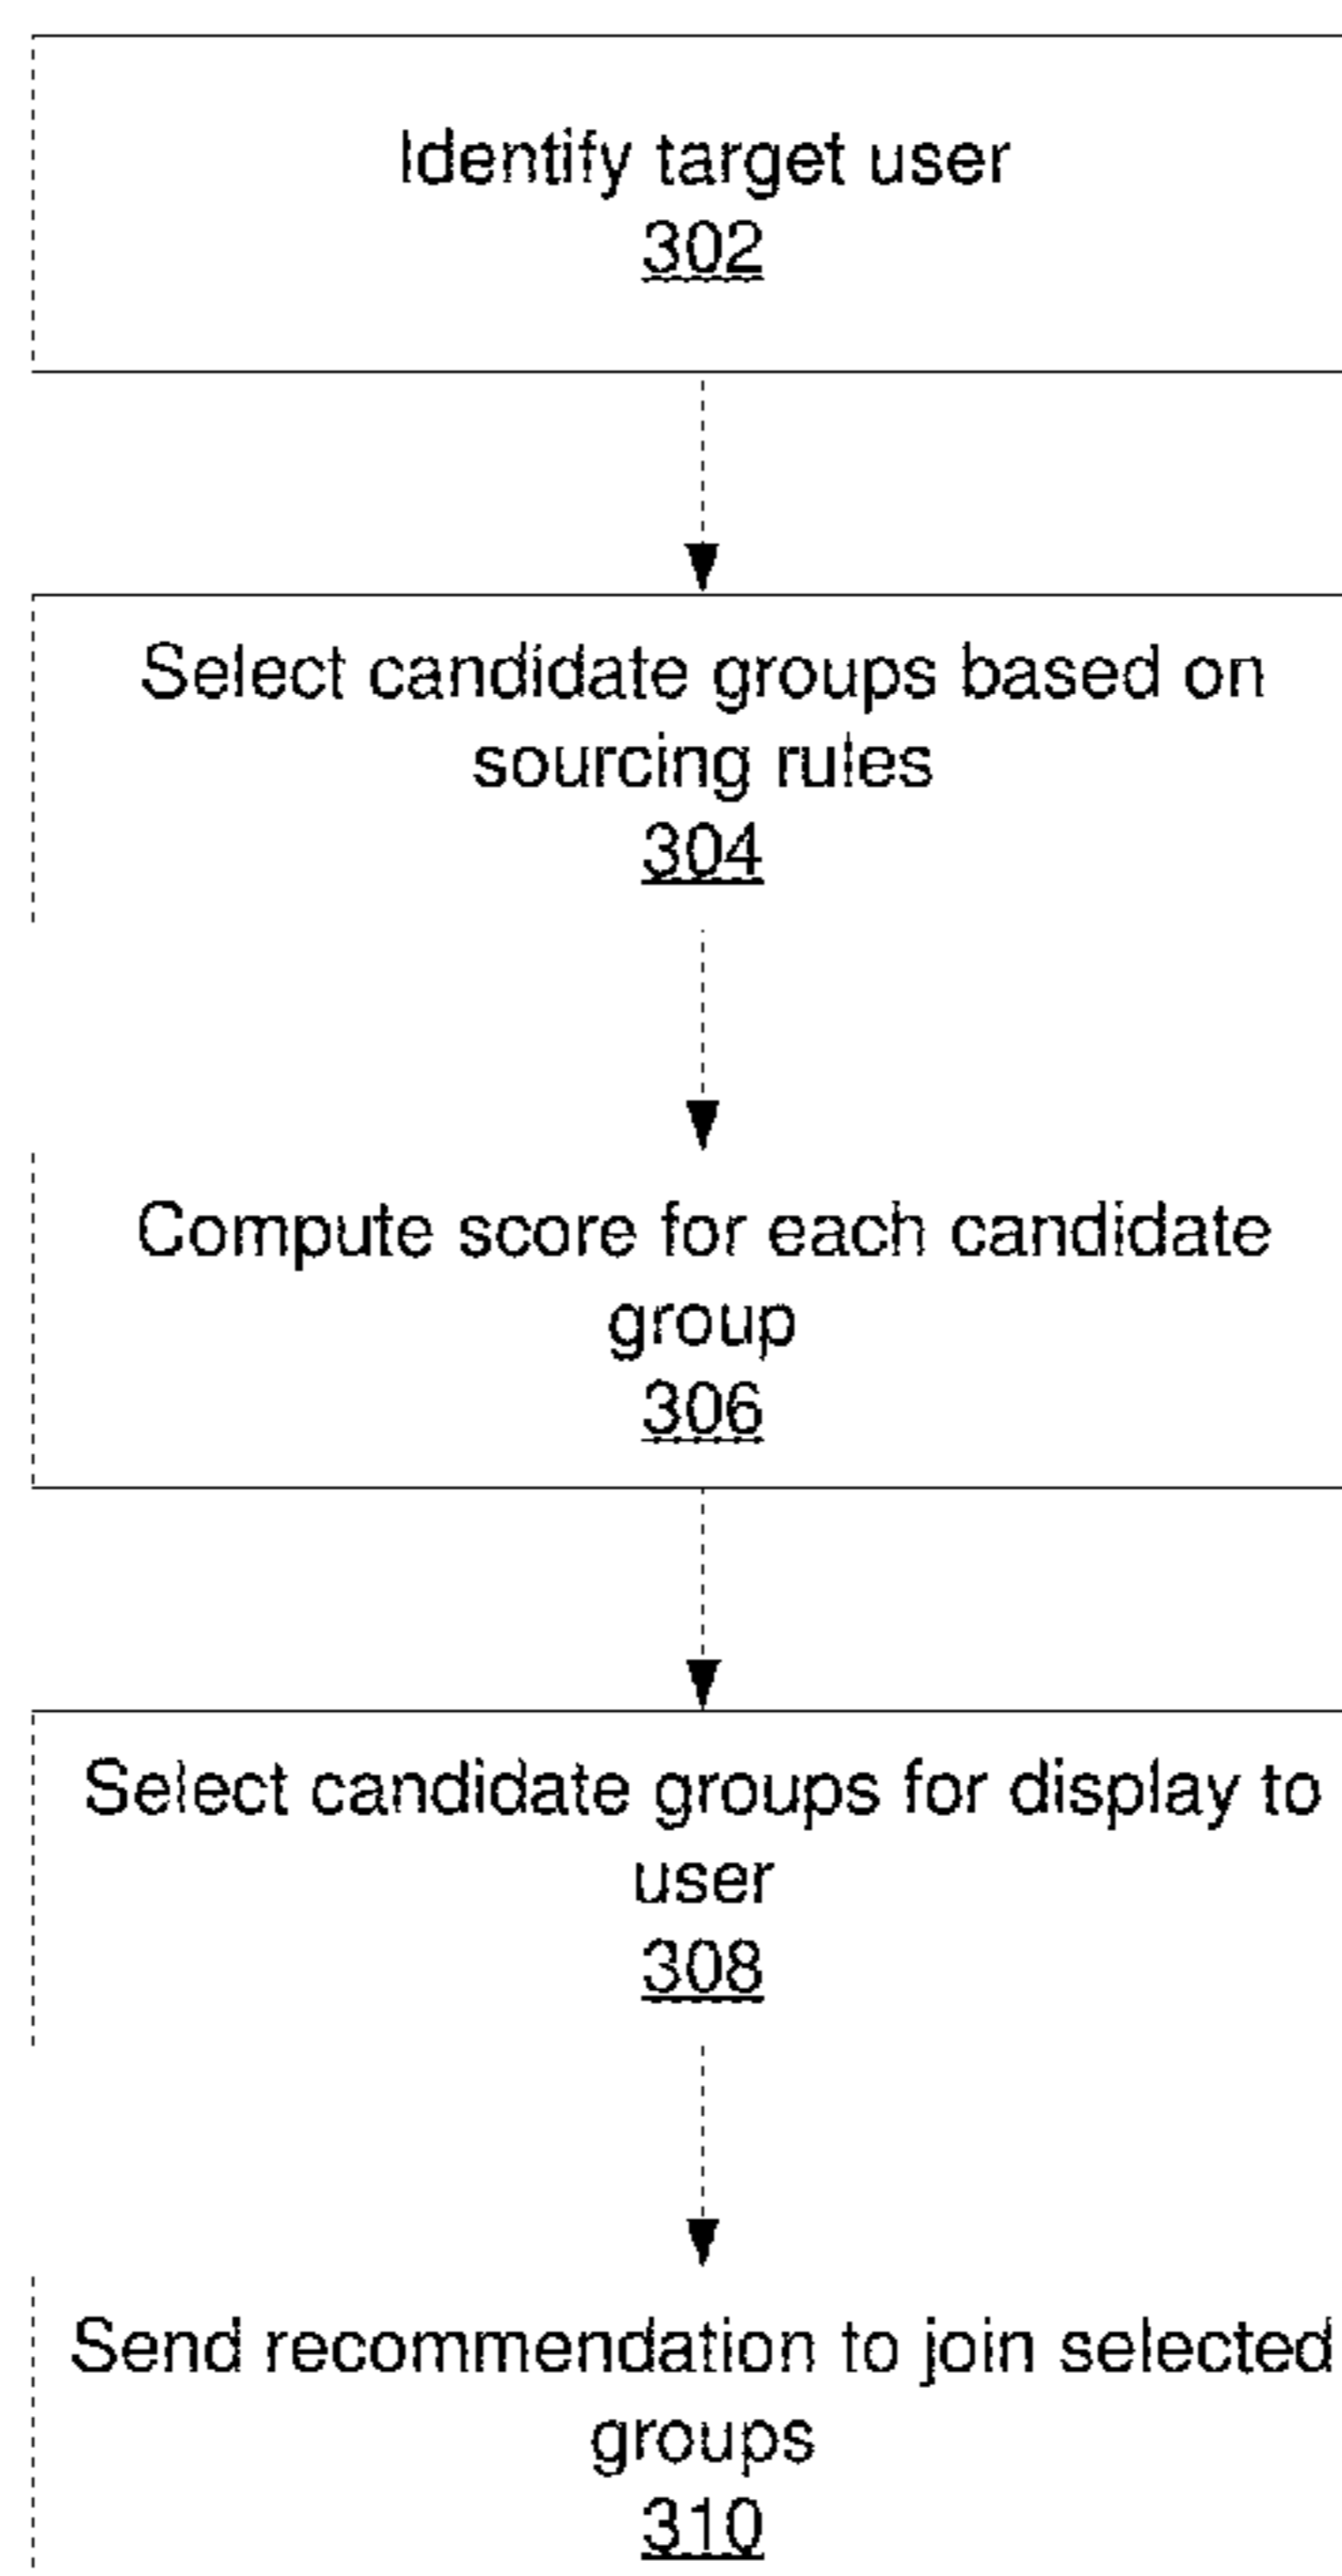 Identify target user
302
Select candidate groups based on
sourcing rules
304
Compute score for each candidate
group
306
Select candidate groups for display to
user
308
Send recommendation to join selected
groups
310